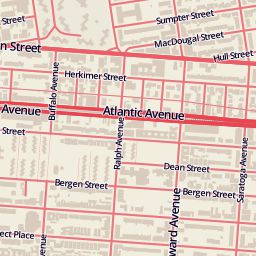 Sumpter Street
MacDougal Street
n Street
Hull Street
Herkimer Street
Buffalo Avenue
Avenue
Atlantic Avenue
Street
Ralph Avenue
Saratoga Avenue
Dean Street
Bergen Street
Bergen Street
ward Avenue
ect Place